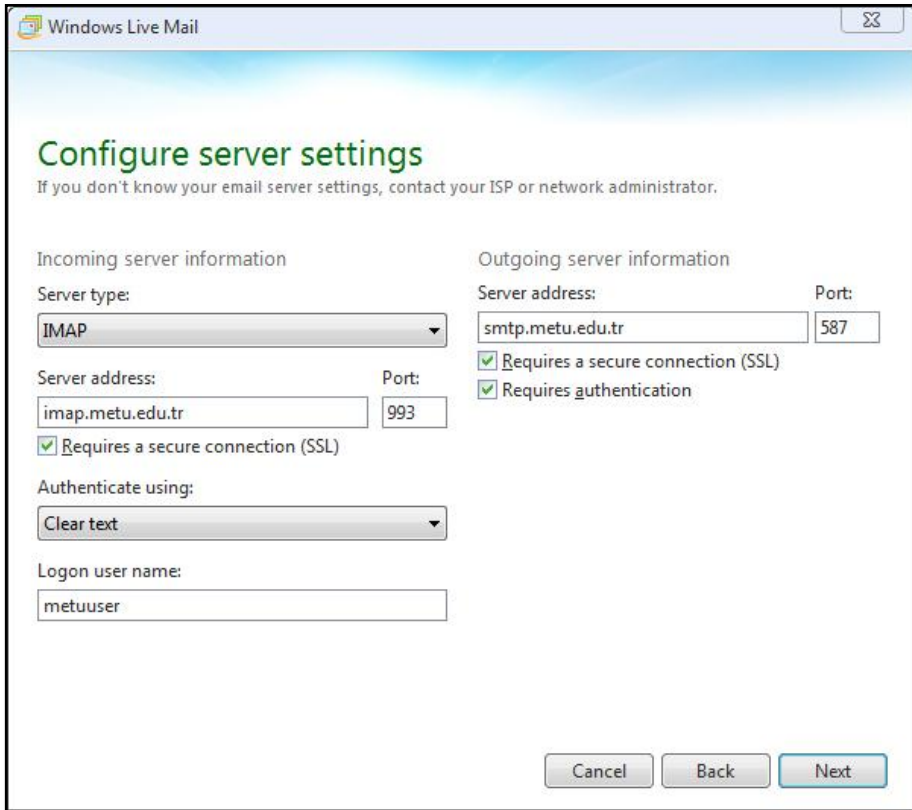 Windows Live Mail
Configure server settings
If you don't know your email server settings, contact your ISP or network administrator.
Incoming server information
Server type:
IMAP
Server address:
Port:
imap.metu.edu.tr
993
Requires a secure connection (SSL)
Authenticate using:
Clear text
Logon user name:
metuuser
Outgoing server information
Server address:
Port:
smtp.metu.edu.tr
587
Requires a secure connection (SSL)
Requires authentication
Cancel
Back
Next